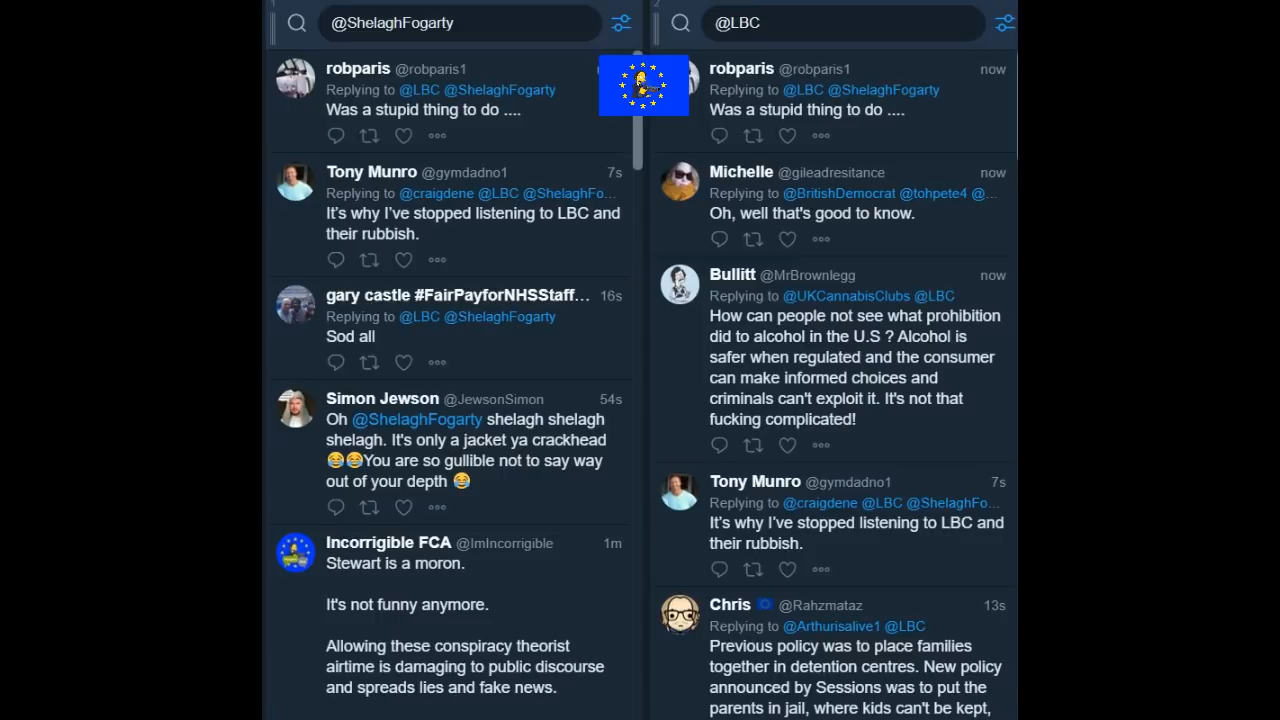 1
@ShelaghFogarty
robparis @robparis1
Replying to @LBC @ShelaghFogarty
Was a stupid thing to do ....
Tony Munro @gymdadno1 7s
Replying to @craigdene @LBC @ShelaghFo...
It's why I've stopped listening to LBC and
their rubbish.
gary castle #FairPayforNHSStaff... 16s
Replying to @LBC @ShelaghFogarty
Sod all
Simon Jewson @JewsonSimon 54s
Oh @ShelaghFogarty shelagh shelagh
shelagh. It's only a jacket ya crackhead
😂😂You are so gullible not to say way
out of your depth 😂
Incorrigible FCA @ImIncorrigible 1m
Stewart is a moron.
It's not funny anymore.
Allowing these conspiracy theorist
airtime is damaging to public discourse
and spreads lies and fake news.
2
@LBC
robparis @robparis1 now
Replying to @LBC @ShelaghFogarty
Was a stupid thing to do ....
Michelle @gileadresitance now
Replying to @BritishDemocrat @tohpete4 @...
Oh, well that's good to know.
Bullitt @MrBrownlegg now
Replying to @UKCannabisClubs @LBC
How can people not see what prohibition
did to alcohol in the U.S ? Alcohol is
safer when regulated and the consumer
can make informed choices and
criminals can't exploit it. It's not that
fucking complicated!
Tony Munro @gymdadno1 7s
Replying to @craigdene @LBC @ShelaghFo...
It's why I've stopped listening to LBC and
their rubbish.
Chris 🇪🇺 @Rahzmataz 13s
Replying to @Arthurisalive1 @LBC
Previous policy was to place families
together in detention centres. New policy
announced by Sessions was to put the
parents in jail, where kids can't be kept,